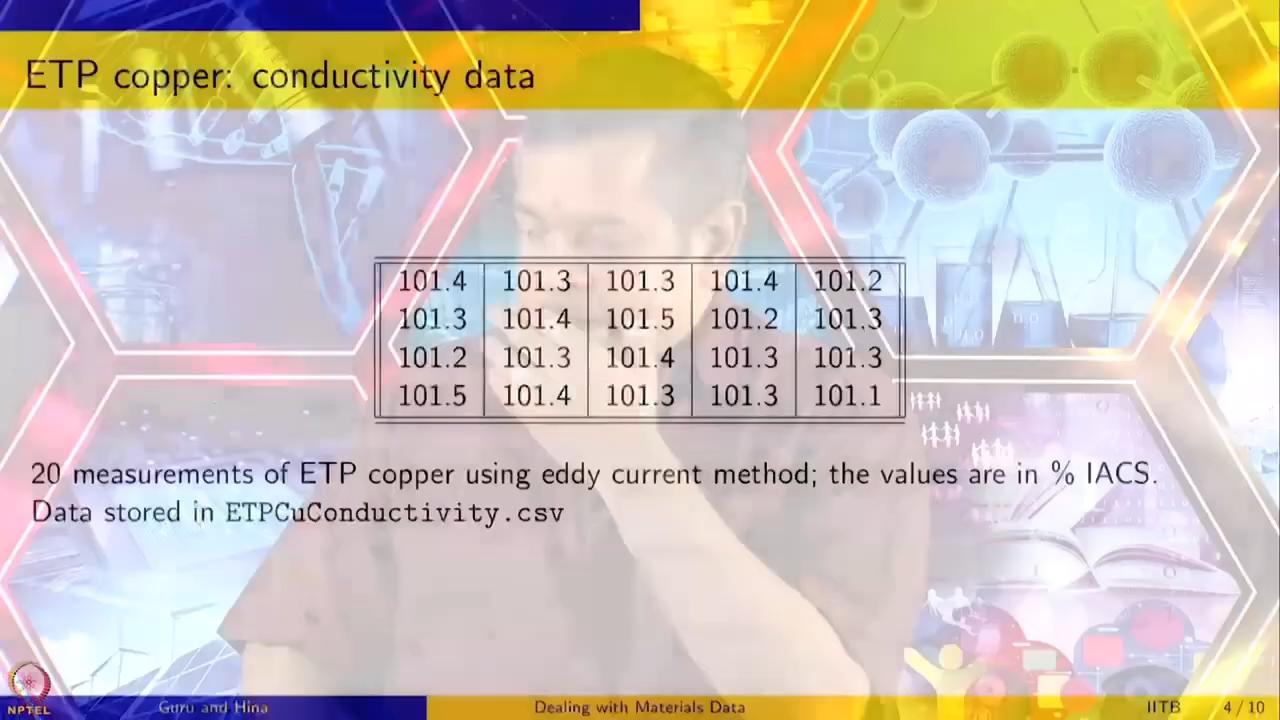 ETP copper: conductivity data
101.4 101.3 101.3 101.4 101.2
101.3 101.4 101.5 101.2 101.3
101.2 101.3 101.4 101.3 101.3
101.5 101.4 101.3 101.3 101.1
20 measurements of ETP copper using eddy current method; the values are in % IACS.
Data stored in ETPCuConductivity.csv
NPTEL
Guru and Hina
Dealing with Materials Data
IITB
4 / 10